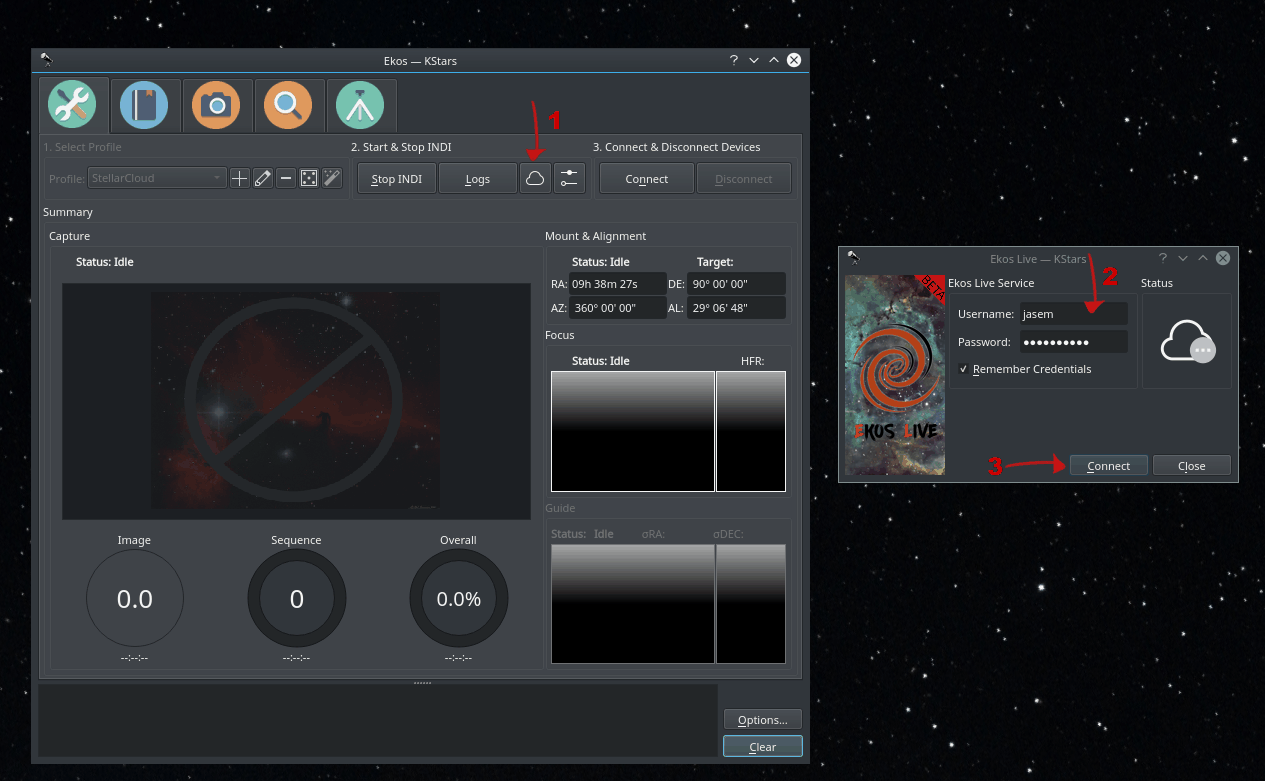 Ekos — KStars
1
1. Select Profile
2. Start & Stop INDI
3. Connect & Disconnect Devices
Profile: StellarCloud
Stop INDI
Logs
Connect
Disconnect
Summary
Capture
Status: Idle
Mount & Alignment
Status: Idle
Target:
RA: 09h 38m 27s DE: 90° 00' 00"
AZ: 360° 00' 00" AL: 29° 06' 48"
Focus
Status: Idle
HFR:
Guide
Status: Idle σRA: σDEC:
Image
Sequence
Overall
0.0
0
0.0%
--:--:--
--:--:--
--:--:--
Options...
Clear
Ekos Live — KStars
2
BETA
EKOS LIVE
Ekos Live Service
Status
Username: jasem
Password: ●●●●●●●●●●
Remember Credentials
3
Connect
Close